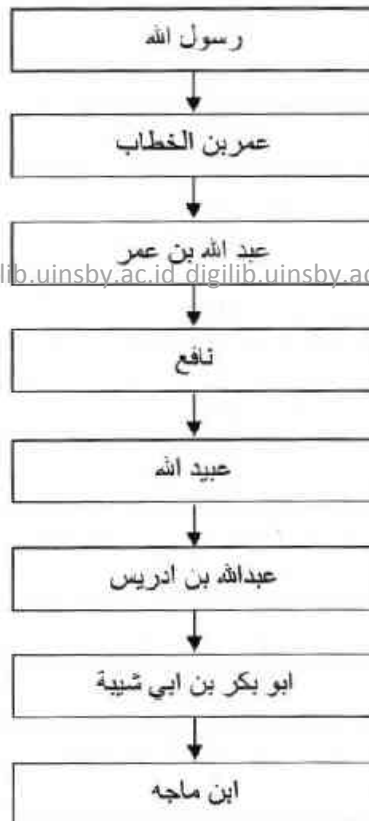 رسول الله
عمر بن الخطاب
عبد الله بن عمر
lib.uinsby.ac.id digilib.uinsby.ac
نافع
عبيد الله
عبدالله بن ادريس
ابو بكر بن ابي شيبة
ابن ماجه